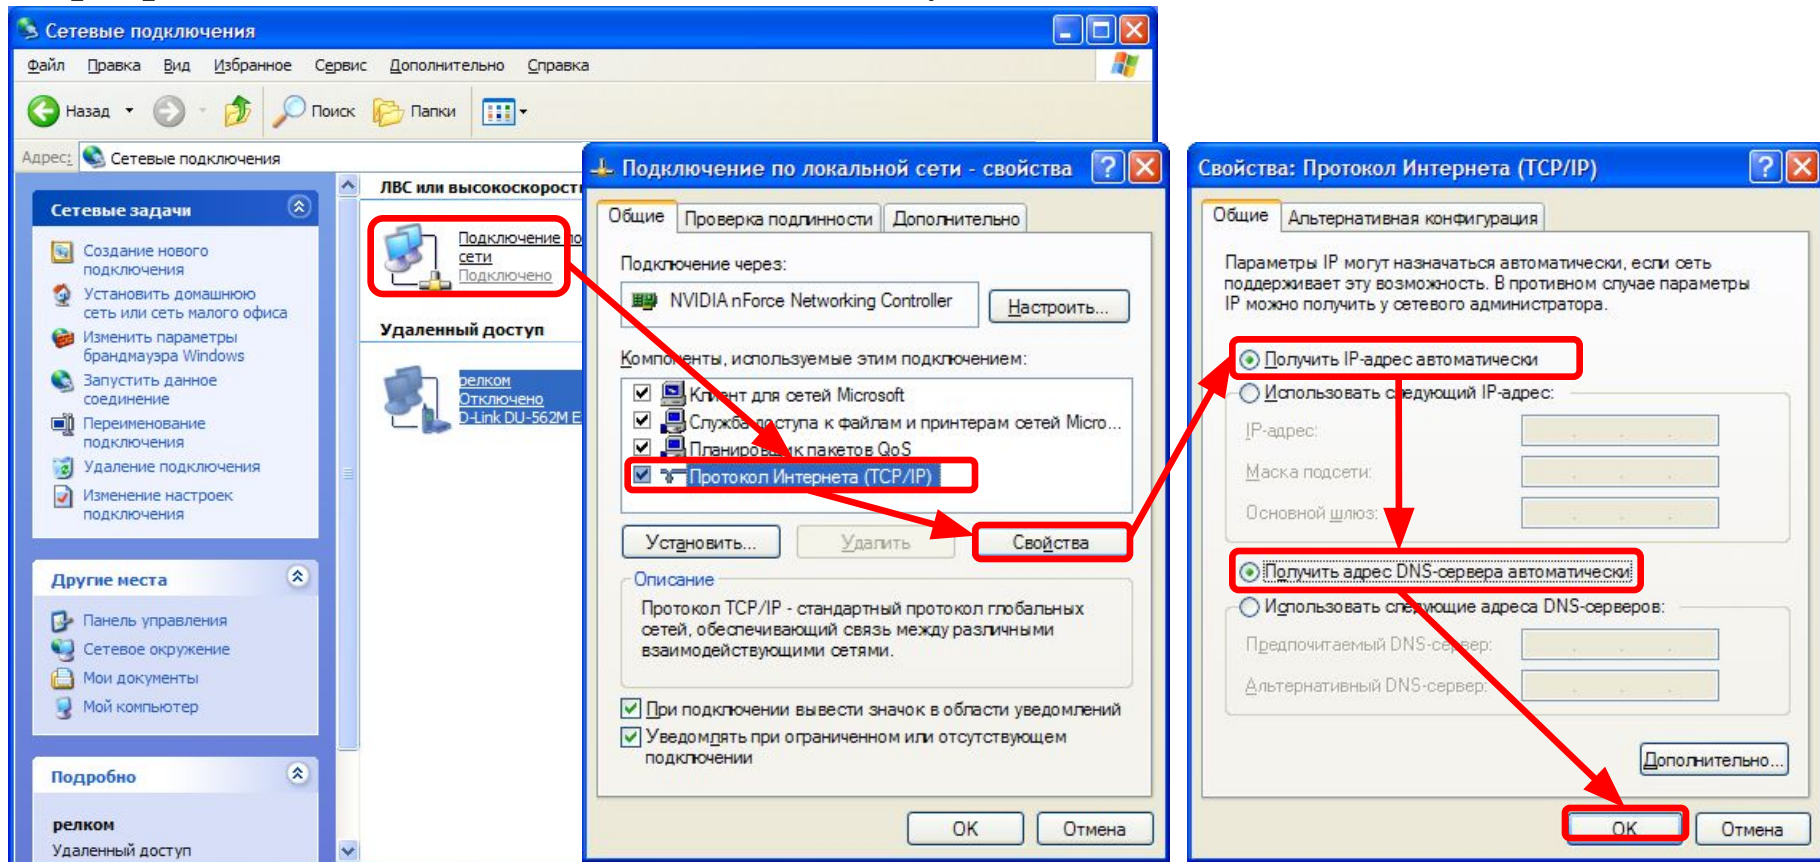 Сетевые подключения
Файл Правка Вид Избранное Сервис Дополнительно Справка
Назад Поиск Папки
Адрес: Сетевые подключения
Сетевые задачи
Создание нового
подключения
Установить домашнюю
сеть или сеть малого офиса
Изменить параметры
брандмауэра Windows
Запустить данное
соединение
Переименование
подключения
Удаление подключения
Изменение настроек
подключения
Другие места
Панель управления
Сетевое окружение
Мои документы
Мой компьютер
Подробно
релком
Удаленный доступ
ЛВС или высокоскорост
Подключение по
сети
Подключено
Удаленный доступ
релком
Отключено
D-Link DU-562M E
Подключение по локальной сети - свойства
Общие Проверка подлинности Дополнительно
Подключение через:
NVIDIA nForce Networking Controller
Настроить...
Компоненты, используемые этим подключением:
Клиент для сетей Microsoft
Служба доступа к файлам и принтерам сетей Micro...
Планировщик пакетов QoS
Протокол Интернета (TCP/IP)
Установить... Удалить Свойства
Описание
Протокол TCP/IP - стандартный протокол глобальных
сетей, обеспечивающий связь между различными
взаимодействующими сетями.
При подключении вывести значок в области уведомлений
Уведомлять при ограниченном или отсутствующем
подключении
OK Отмена
Свойства: Протокол Интернета (TCP/IP)
Общие Альтернативная конфигурация
Параметры IP могут назначаться автоматически, если сеть
поддерживает эту возможность. В противном случае параметры
IP можно получить у сетевого администратора.
Получить IP-адрес автоматически
Использовать следующий IP-адрес:
IP-адрес:
Маска подсети:
Основной шлюз:
Получить адрес DNS-сервера автоматически
Использовать следующие адреса DNS-серверов:
Предпочитаемый DNS-сервер:
Альтернативный DNS-сервер:
Дополнительно...
OK Отмена